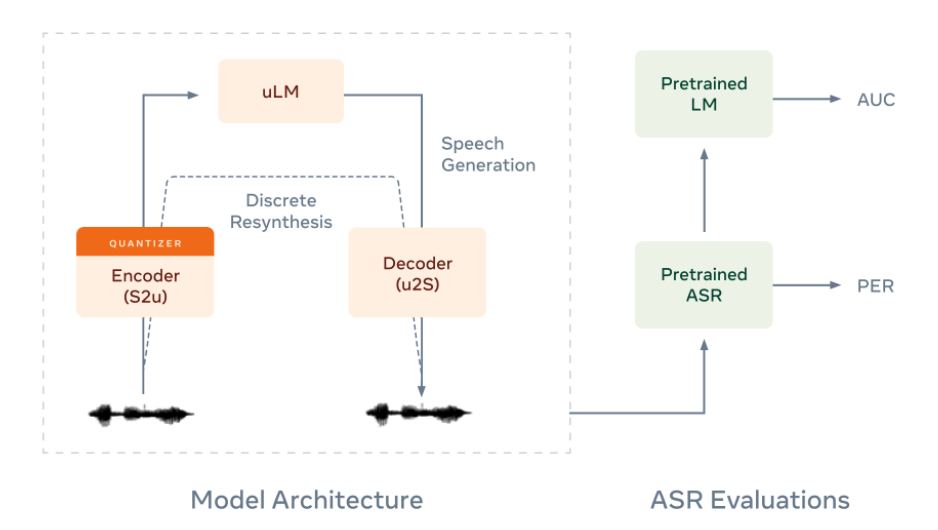 uLM
Speech
Generation
Discrete
Resynthesis
QUANTIZER
Encoder
(S2u)
Decoder
(u2S)
Model Architecture
Pretrained
LM
AUC
Pretrained
ASR
PER
ASR Evaluations